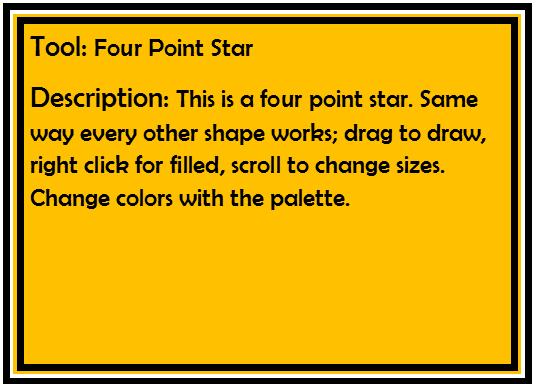 Tool: Four Point Star
Description: This is a four point star. Same
way every other shape works; drag to draw,
right click for filled, scroll to change sizes.
Change colors with the palette.